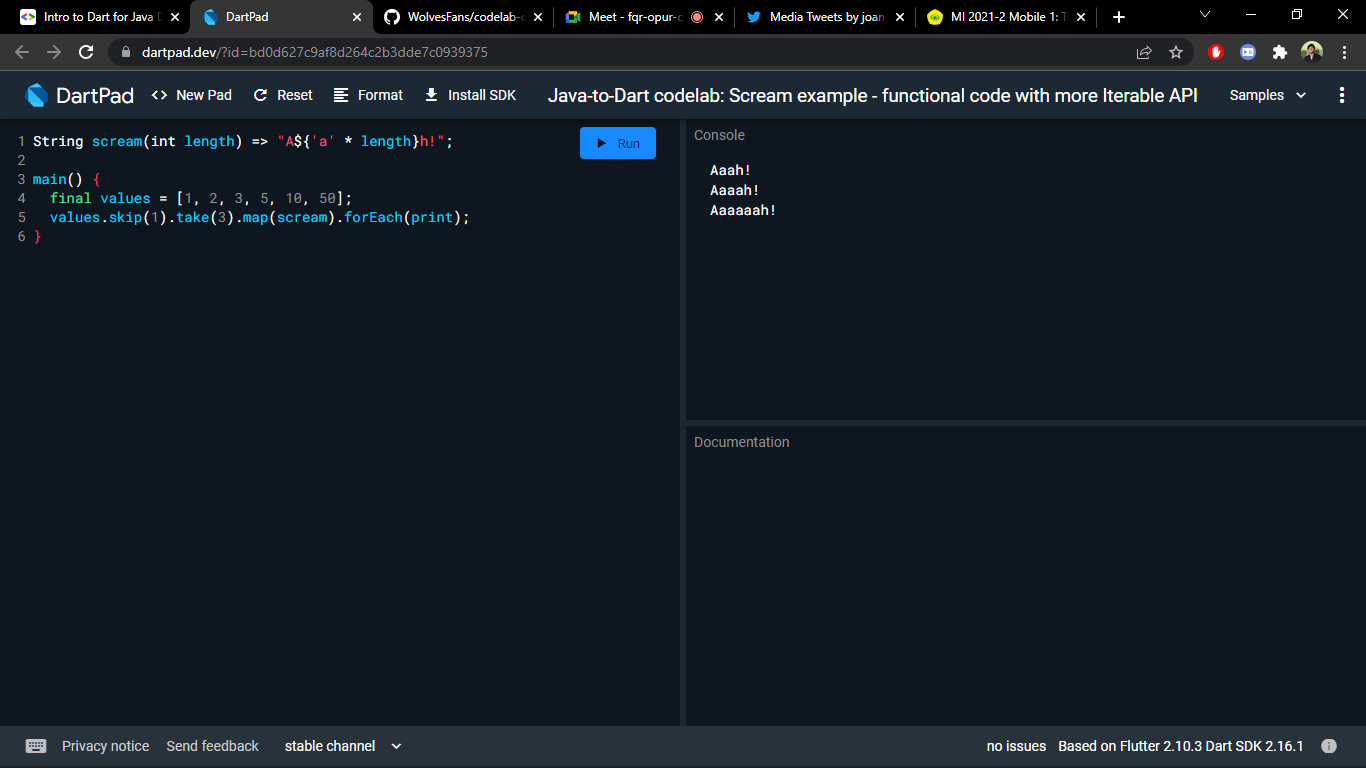 Intro to Dart for Java D
DartPad
WolvesFans/codelab-
Meet - fqr-opur-c
Media Tweets by joan
MI 2021-2 Mobile 1: T
dartpad.dev/?id=bd0d627c9af8d264c2b3dde7c0939375
DartPad
<> New Pad
Reset
Format
Install SDK
Java-to-Dart codelab: Scream example - functional code with more Iterable API
Samples
1 String scream(int length) => "A${'a' * length}h!";
2
3 main() {
4   final values = [1, 2, 3, 5, 10, 50];
5   values.skip(1).take(3).map(scream).forEach(print);
6 }
Run
Console
Aaah!
Aaaah!
Aaaaaah!
Documentation
Privacy notice
Send feedback
stable channel
no issues
Based on Flutter 2.10.3 Dart SDK 2.16.1